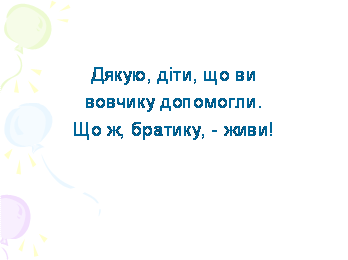 Дякую, діти, що ви
вовчику допомогли.
Що ж, братику, - живи!